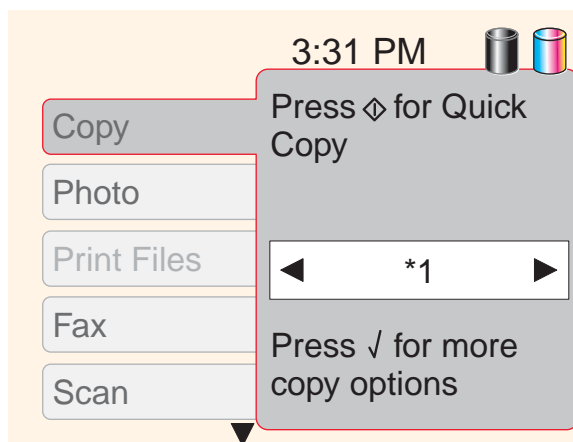 3:31 PM
Copy
Photo
Print Files
Fax
Scan
Press for Quick
Copy
*1
Press √ for more
copy options